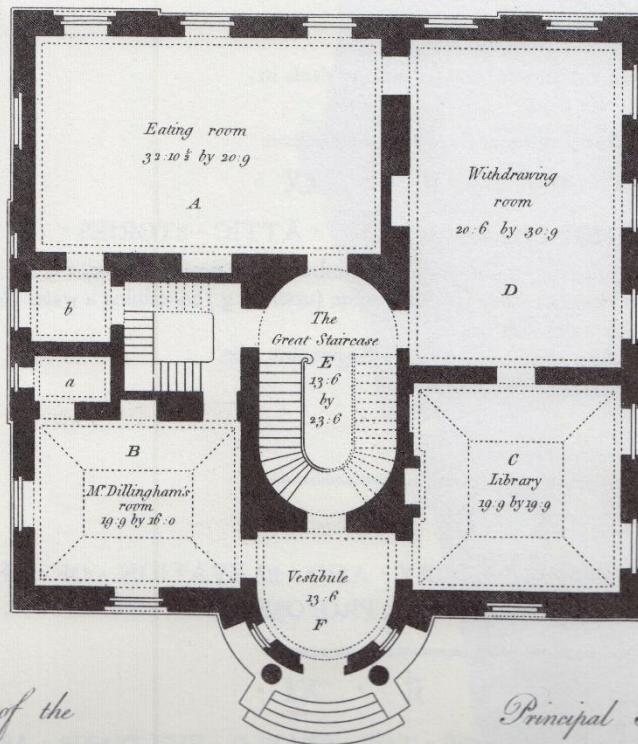 Eating room
32:10½ by 20:9
A
Withdrawing
room
20:6 by 30:9
D
b
The
Great Staircase
E
13:6
by
23:6
a
B
Mr. Dillingham's
room
19:9 by 16:0
C
Library
19:9 by 19:9
Vestibule
13:6
F
of the
Principal